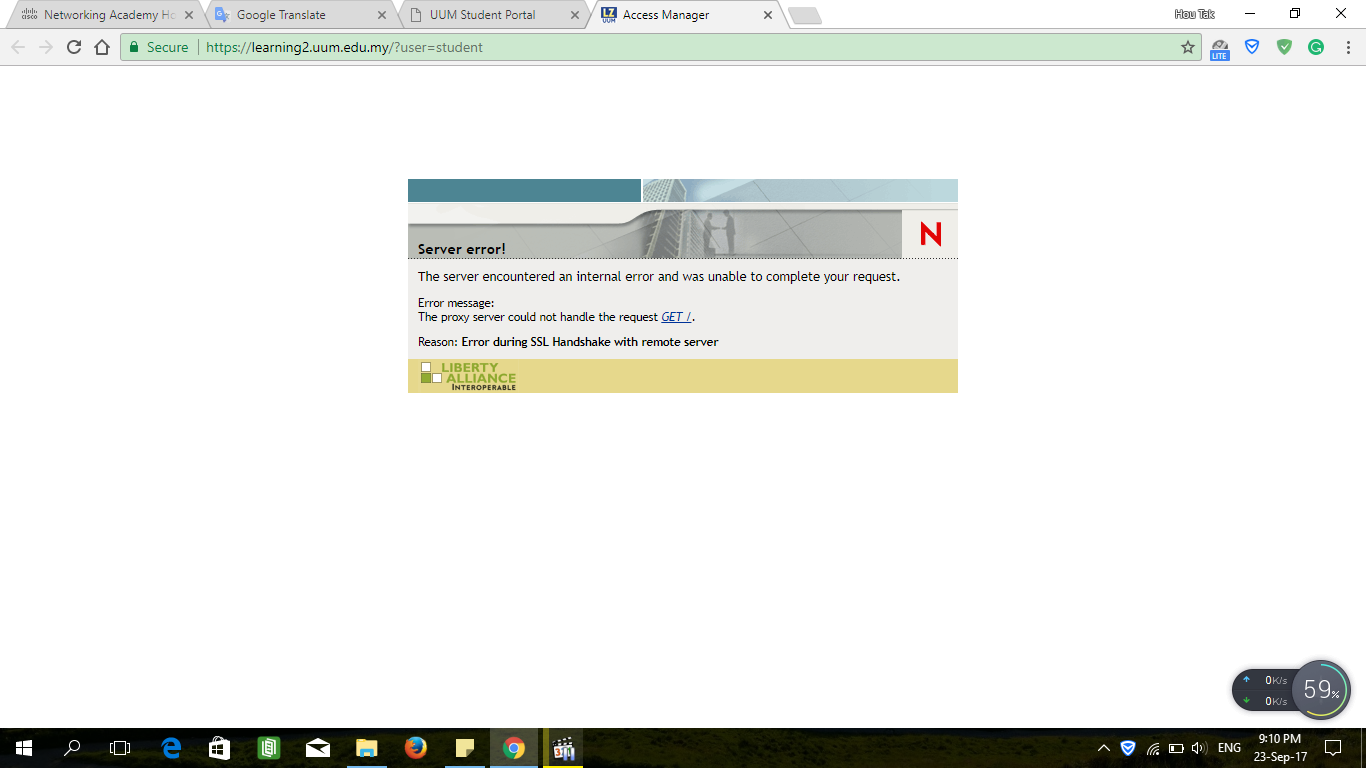 Networking Academy Ho
Google Translate
UUM Student Portal
Access Manager
Hou Tak
Secure
https://learning2.uum.edu.my/?user=student
LITE
Server error!
N
The server encountered an internal error and was unable to complete your request.
Error message:
The proxy server could not handle the request GET /.
Reason: Error during SSL Handshake with remote server
LIBERTY
ALLIANCE
INTEROPERABLE
0K/s
0K/s
59%
ENG
9:10 PM
23-Sep-17